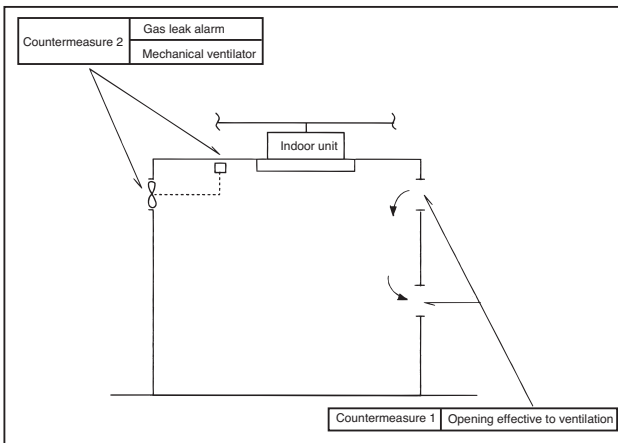 Countermeasure 2
Gas leak alarm
Mechanical ventilator
Indoor unit
Countermeasure 1
Opening effective to ventilation